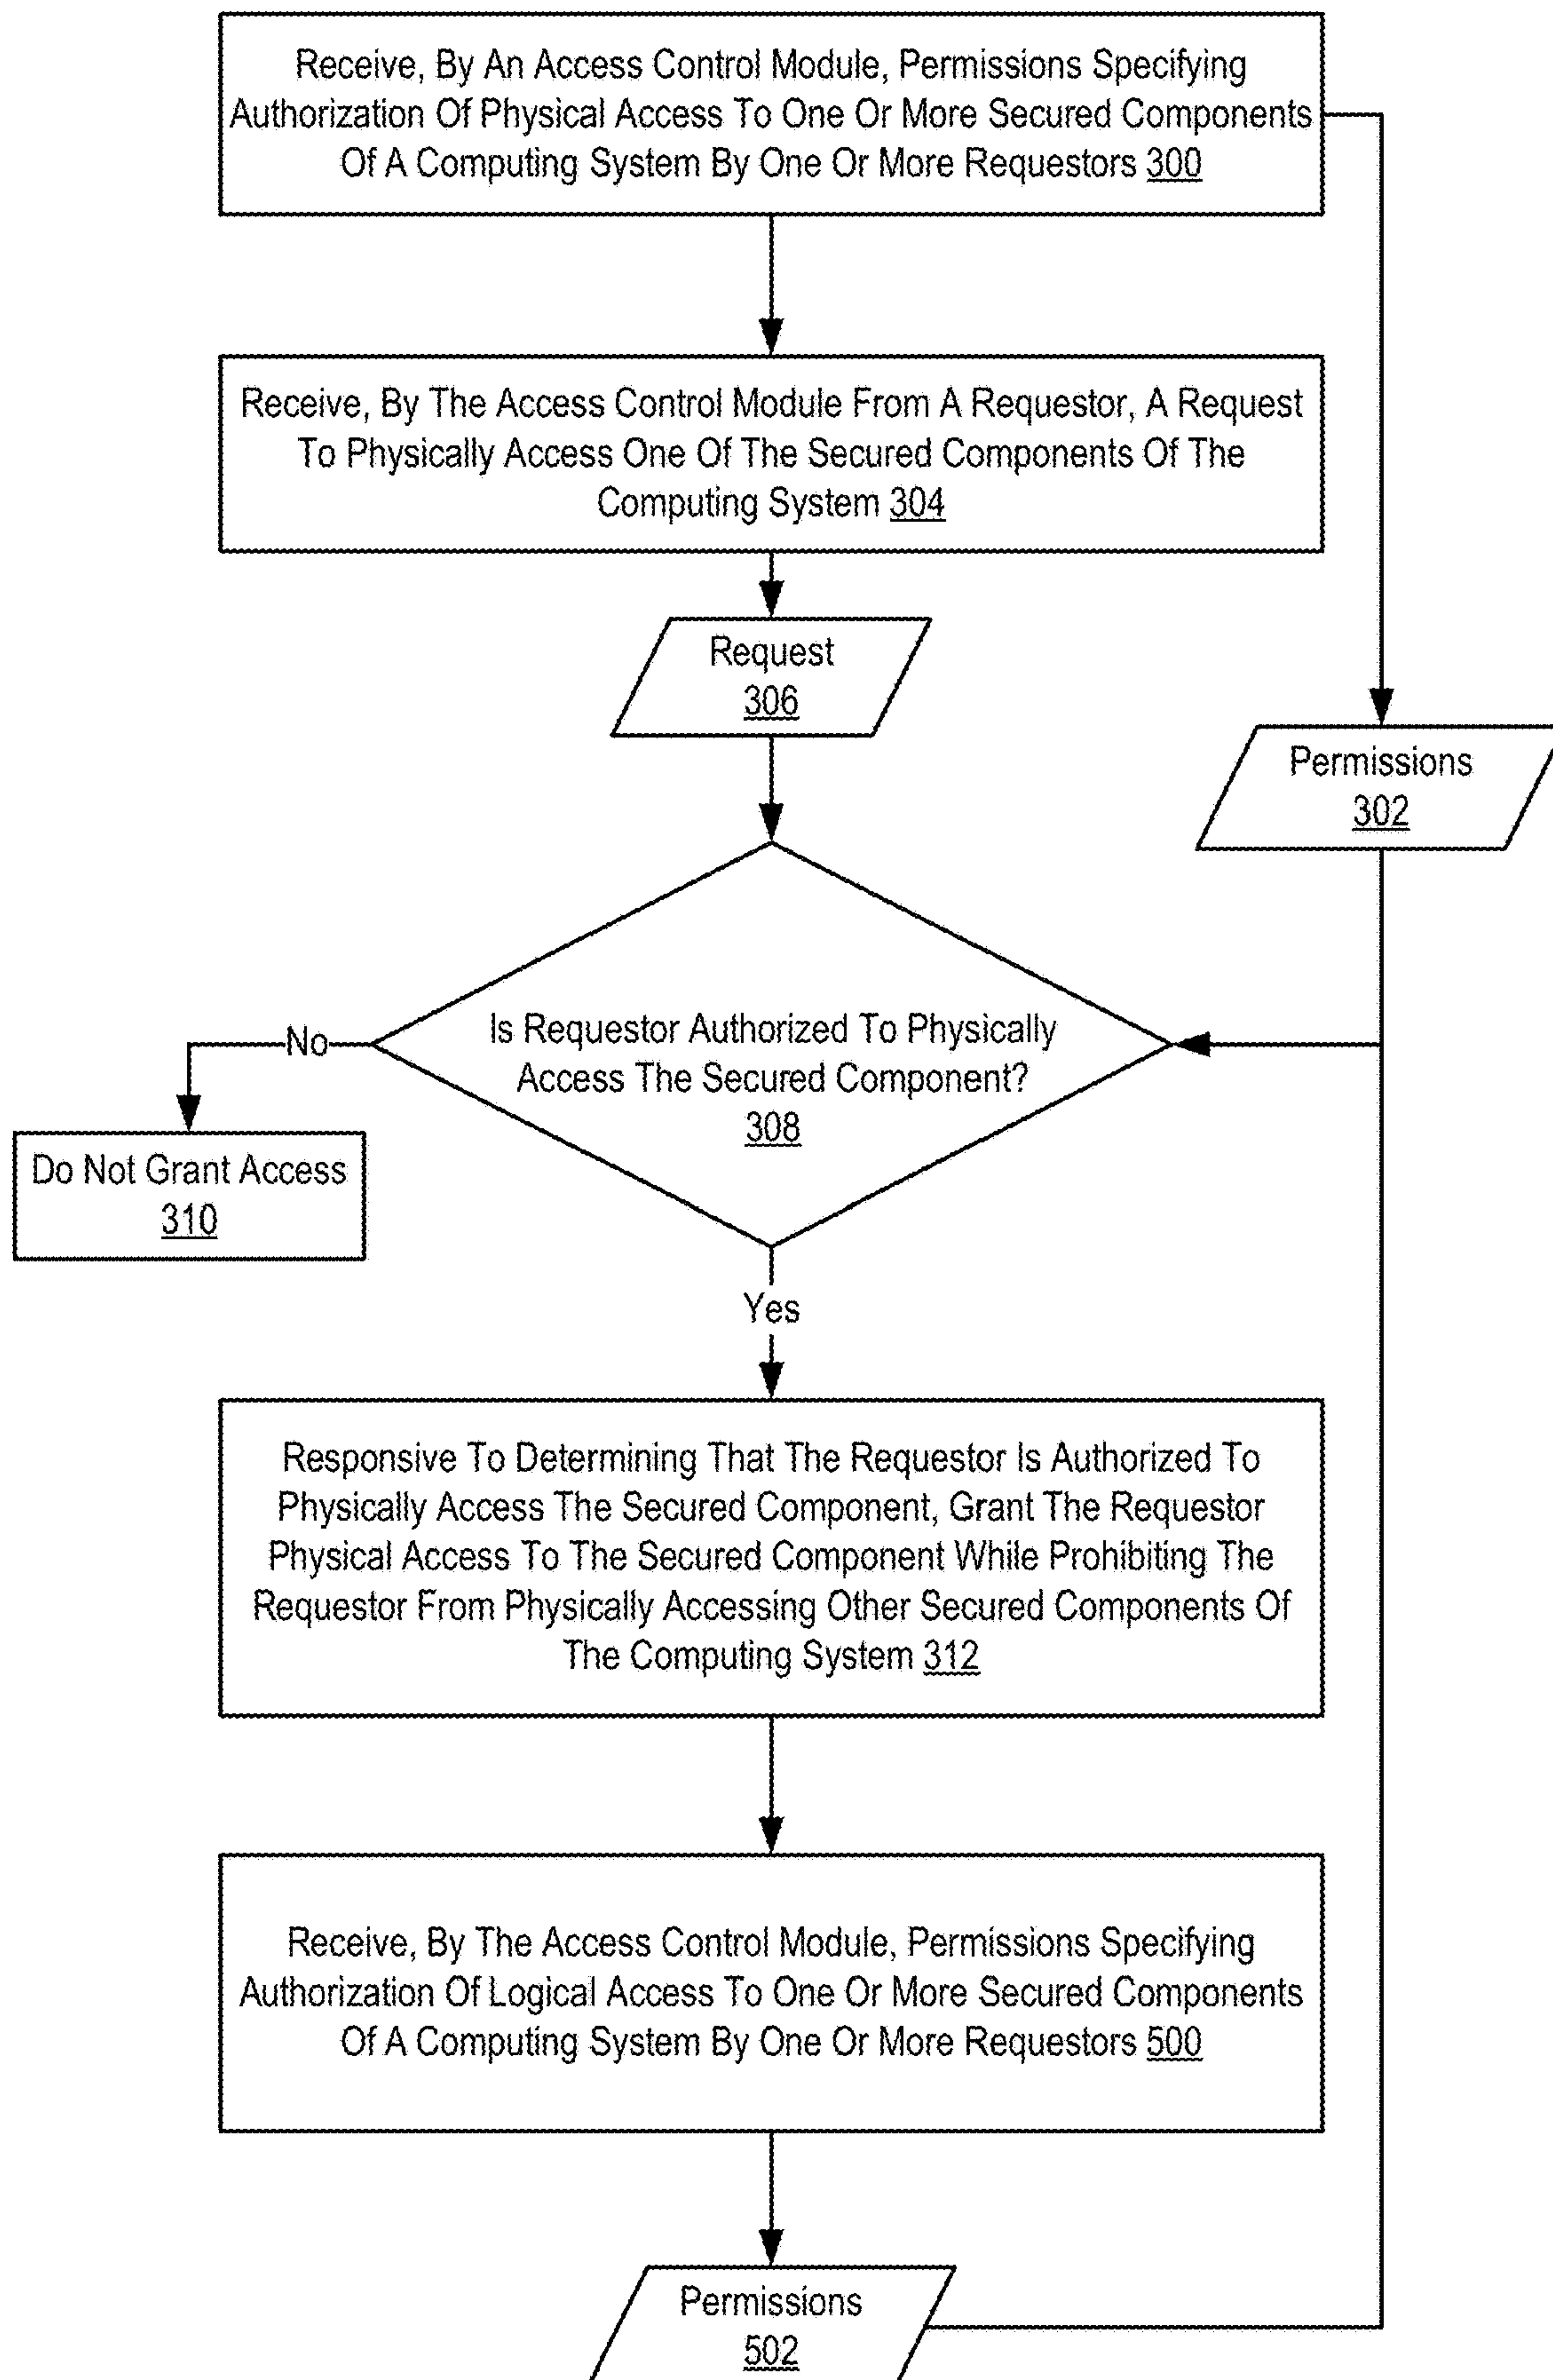 Receive, By An Access Control Module, Permissions Specifying
Authorization Of Physical Access To One Or More Secured Components
Of A Computing System By One Or More Requestors 300
Receive, By The Access Control Module From A Requestor, A Request
To Physically Access One Of The Secured Components Of The
Computing System 304
Request
306
Permissions
302
Is Requestor Authorized To Physically
Access The Secured Component?
308
No
Do Not Grant Access
310
Yes
Responsive To Determining That The Requestor Is Authorized To
Physically Access The Secured Component, Grant The Requestor
Physical Access To The Secured Component While Prohibiting The
Requestor From Physically Accessing Other Secured Components Of
The Computing System 312
Receive, By The Access Control Module, Permissions Specifying
Authorization Of Logical Access To One Or More Secured Components
Of A Computing System By One Or More Requestors 500
Permissions
502